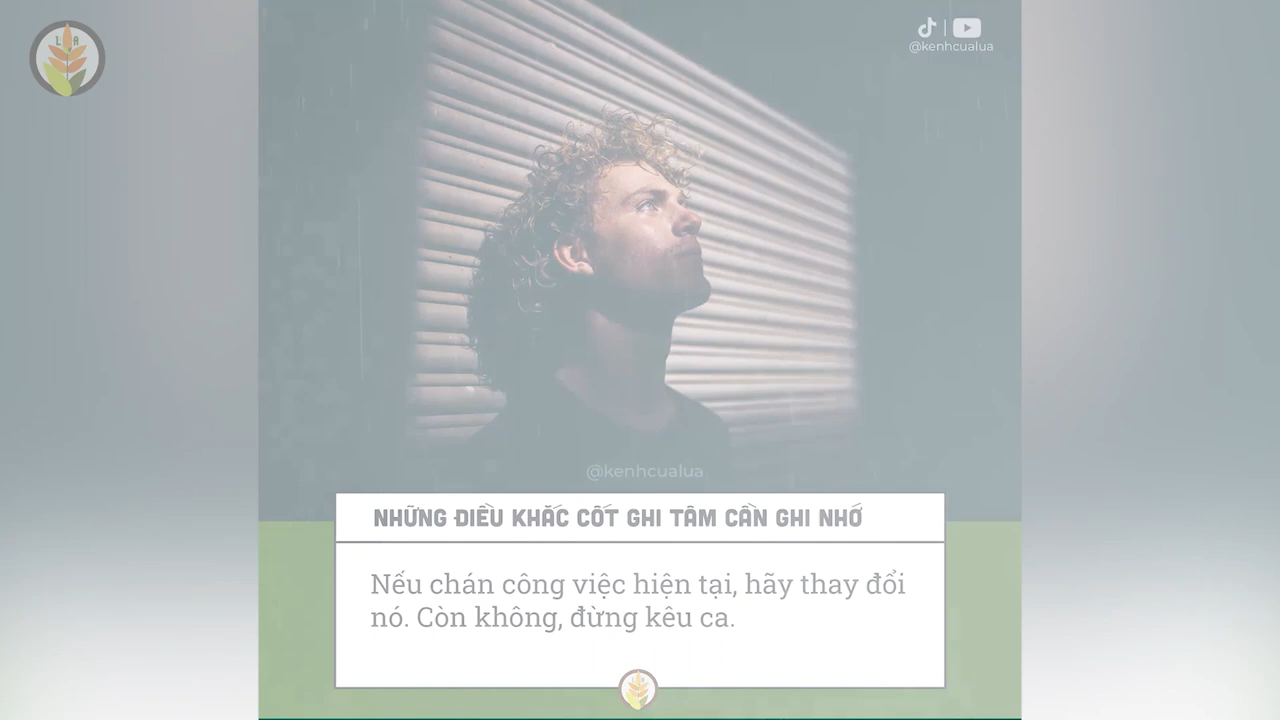 L A
@kenhcualua
@kenhcualua
NHỮNG ĐIỀU KHẮC CỐT GHI TÂM CẦN GHI NHỚ
Nếu chán công việc hiện tại, hãy thay đổi
nó. Còn không, đừng kêu ca.